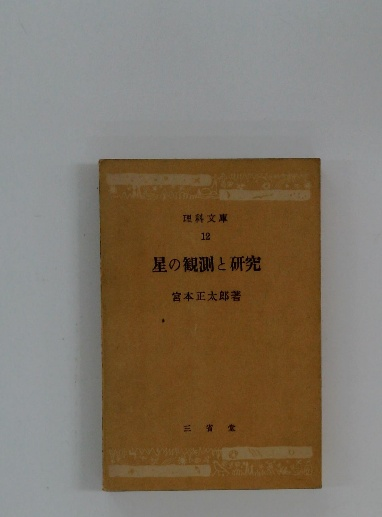 理科文庫
12
星の観測と研究
宮本正太郎著
三省堂